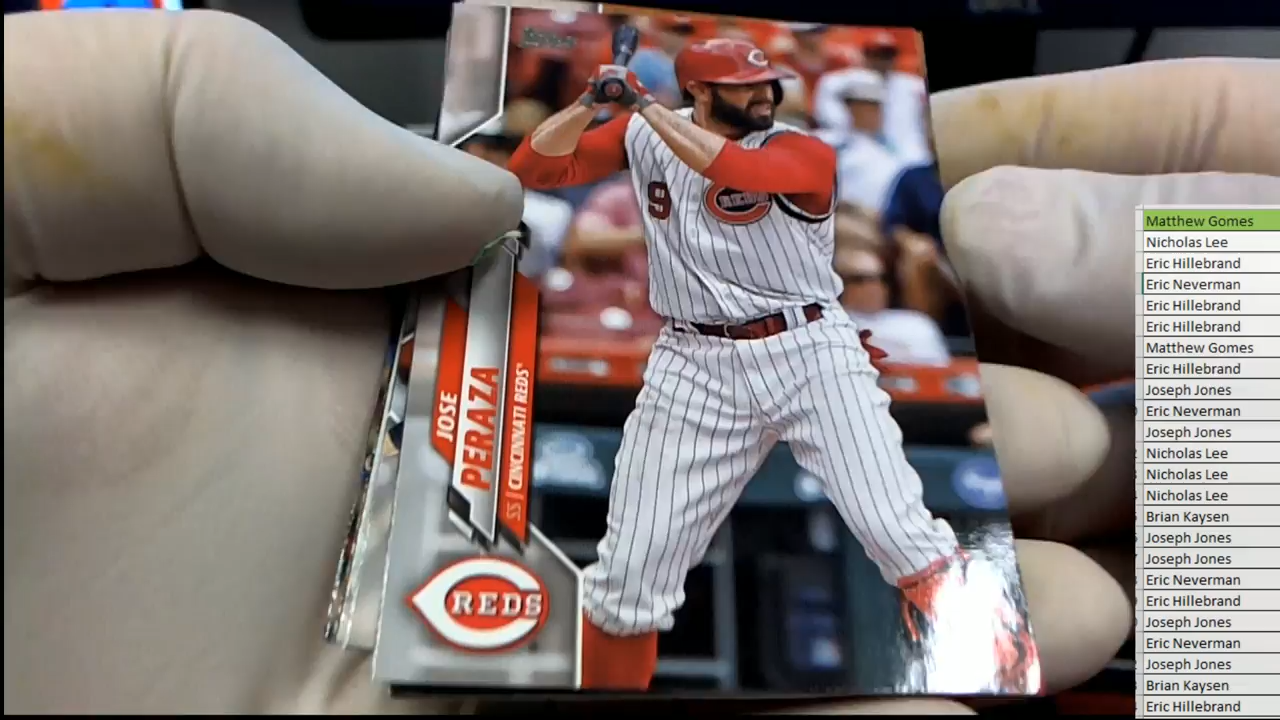 JOSE
PERAZA
SS | CINCINNATI REDS
REDS
9
REDS
Matthew Gomes
Nicholas Lee
Eric Hillebrand
Eric Neverman
Eric Hillebrand
Eric Hillebrand
Matthew Gomes
Eric Hillebrand
Joseph Jones
Eric Neverman
Joseph Jones
Nicholas Lee
Nicholas Lee
Nicholas Lee
Brian Kaysen
Joseph Jones
Joseph Jones
Eric Neverman
Eric Hillebrand
Joseph Jones
Eric Neverman
Joseph Jones
Brian Kaysen
Eric Hillebrand